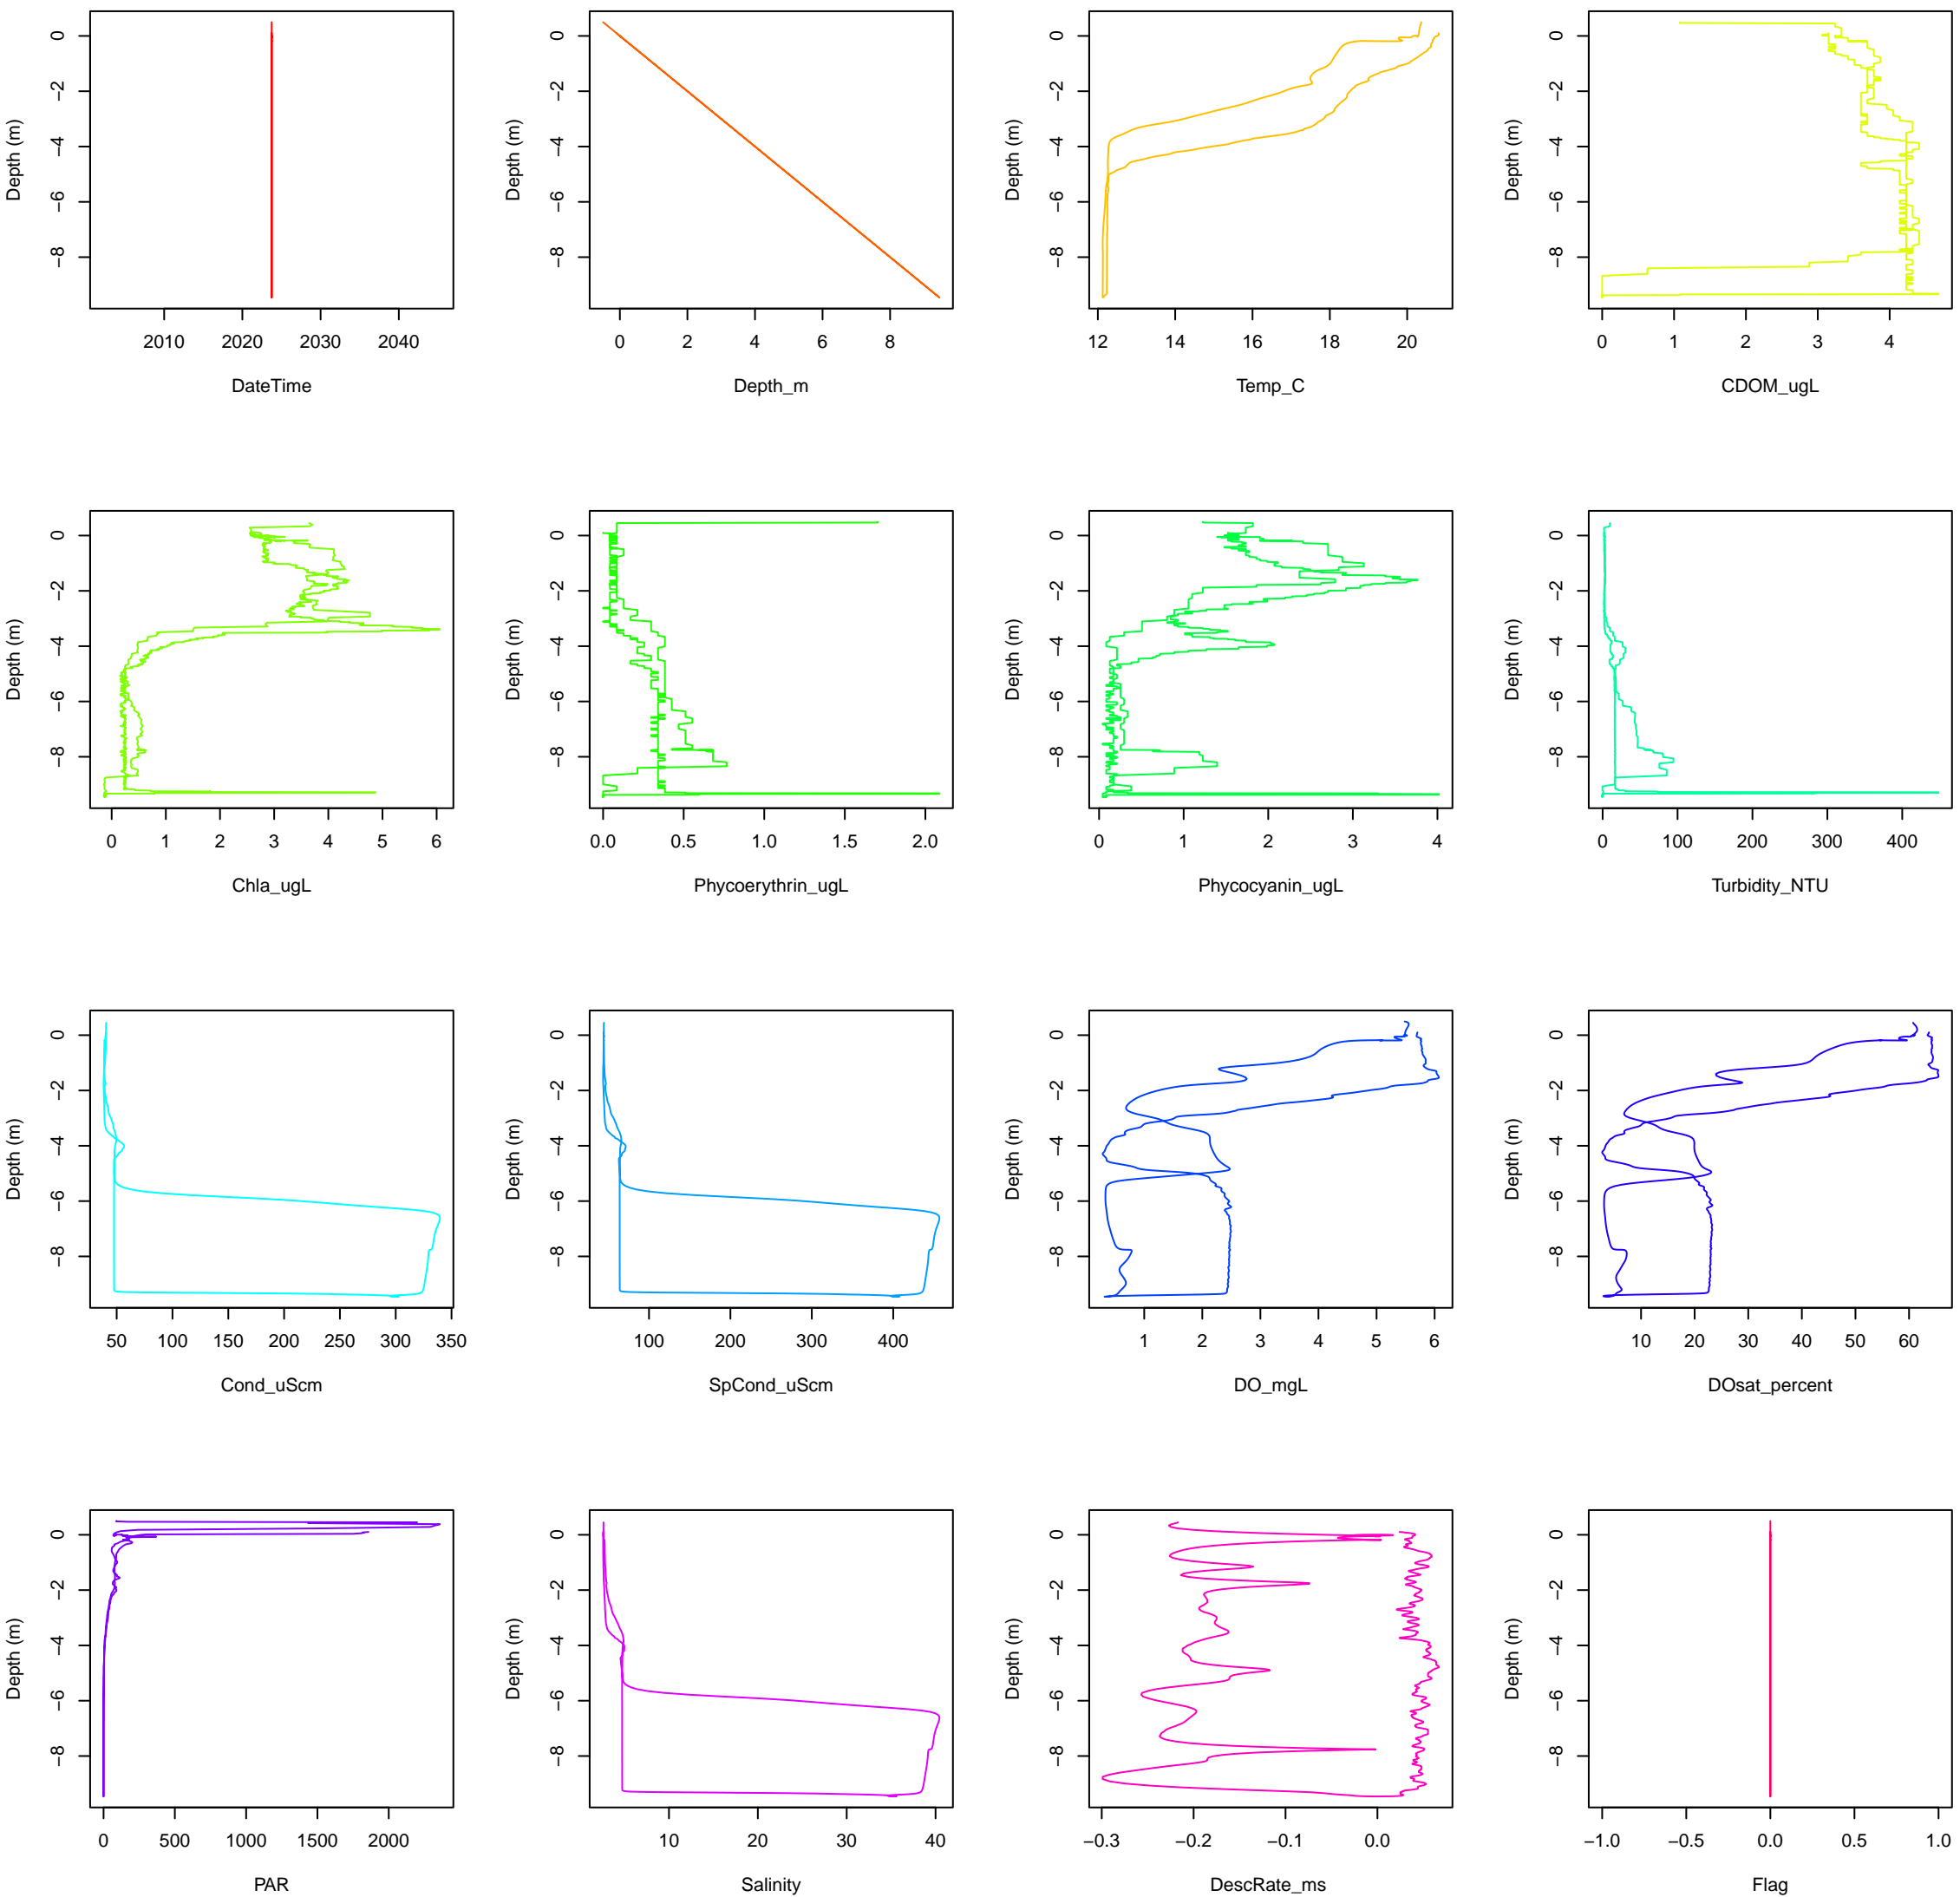 0 0 0 0
−2 −2 −2 −2
−4 −4 −4 −4
−6 −6 −6 −6
−8 −8 −8 −8
Depth (m) Depth (m) Depth (m) Depth (m)
2010 2020 2030 2040 0 2 4 6 8 12 14 16 18 20 0 1 2 3 4
DateTime Depth_m Temp_C CDOM_ugL
0 0 0 0
−2 −2 −2 −2
−4 −4 −4 −4
−6 −6 −6 −6
−8 −8 −8 −8
Depth (m) Depth (m) Depth (m) Depth (m)
0 1 2 3 4 5 6 0.0 0.5 1.0 1.5 2.0 0 1 2 3 4 0 100 200 300 400
Chla_ugL Phycoerythrin_ugL Phycocyanin_ugL Turbidity_NTU
0 0 0 0
−2 −2 −2 −2
−4 −4 −4 −4
−6 −6 −6 −6
−8 −8 −8 −8
Depth (m) Depth (m) Depth (m) Depth (m)
50 100 150 200 250 300 350 100 200 300 400 1 2 3 4 5 6 10 20 30 40 50 60
Cond_uScm SpCond_uScm DO_mgL DOsat_percent
0 0 0 0
−2 −2 −2 −2
−4 −4 −4 −4
−6 −6 −6 −6
−8 −8 −8 −8
Depth (m) Depth (m) Depth (m) Depth (m)
0 500 1000 1500 2000 10 20 30 40 −0.3 −0.2 −0.1 0.0 −1.0 −0.5 0.0 0.5 1.0
PAR Salinity DescRate_ms Flag